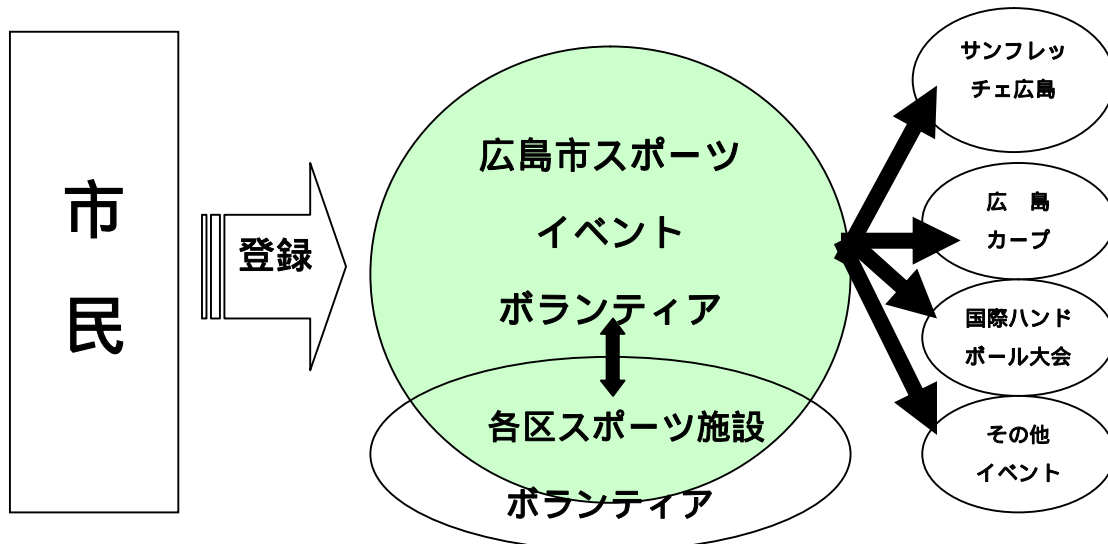 市
民
登録
広島市スポーツ
イベント
ボランティア
各区スポーツ施設
ボランティア
サンフレッ
チェ広島
広　島
カープ
国際ハンド
ボール大会
その他
イベント